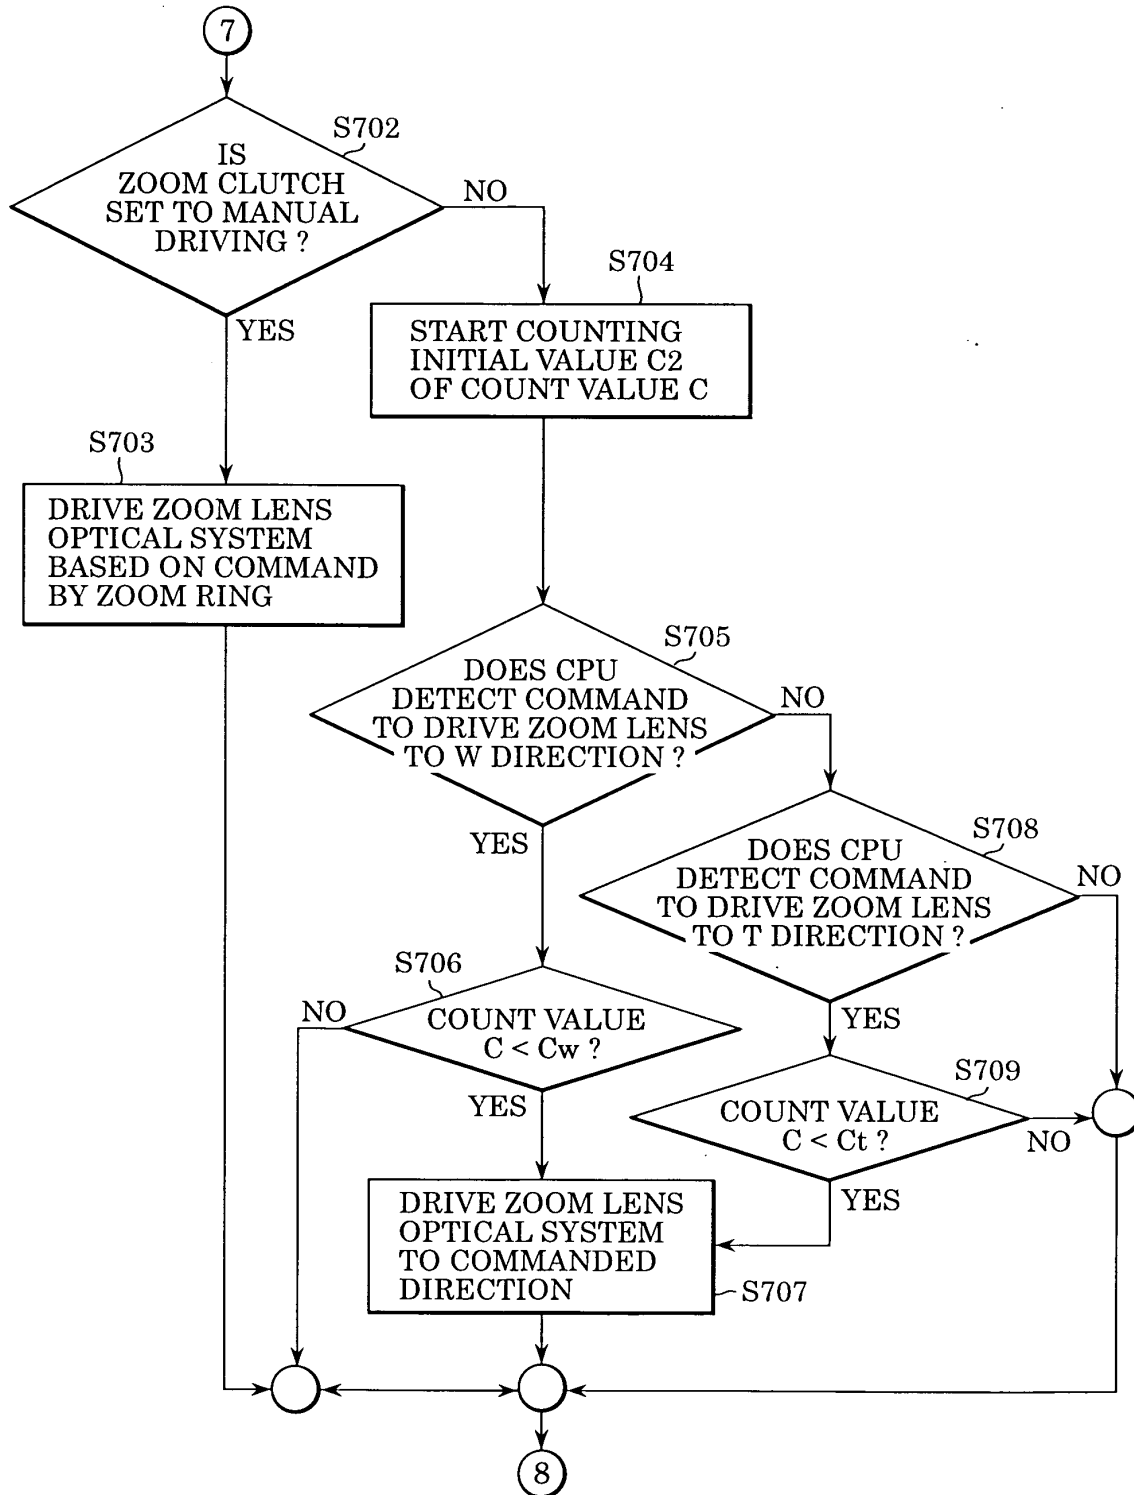 7
S702
IS
ZOOM CLUTCH
SET TO MANUAL
DRIVING ?
NO
YES
S704
START COUNTING
INITIAL VALUE C2
OF COUNT VALUE C
S703
DRIVE ZOOM LENS
OPTICAL SYSTEM
BASED ON COMMAND
BY ZOOM RING
S705
DOES CPU
DETECT COMMAND
TO DRIVE ZOOM LENS
TO W DIRECTION ?
NO
YES
S708
DOES CPU
DETECT COMMAND
TO DRIVE ZOOM LENS
TO T DIRECTION ?
NO
YES
S706
COUNT VALUE
C < Cw ?
NO
YES
S709
COUNT VALUE
C < Ct ?
NO
YES
DRIVE ZOOM LENS
OPTICAL SYSTEM
TO COMMANDED
DIRECTION
S707
8